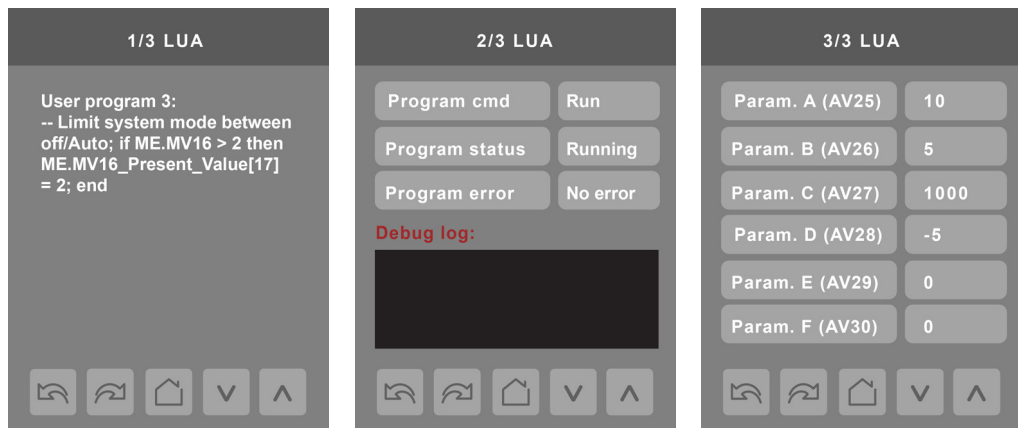 1/3 LUA
User program 3:
-- Limit system mode between
off/Auto; if ME.MV16 > 2 then
ME.MV16_Present_Value[17]
= 2; end
2/3 LUA
Program cmd Run
Program status Running
Program error No error
Debug log:
3/3 LUA
Param. A (AV25) 10
Param. B (AV26) 5
Param. C (AV27) 1000
Param. D (AV28) -5
Param. E (AV29) 0
Param. F (AV30) 0